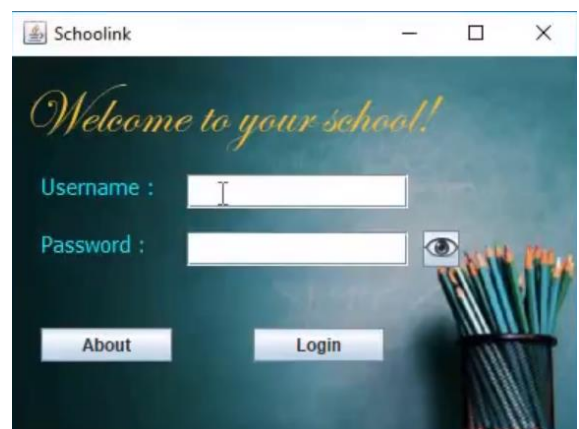 Schoolink
Welcome to your school!
Username :
Password :
About
Login